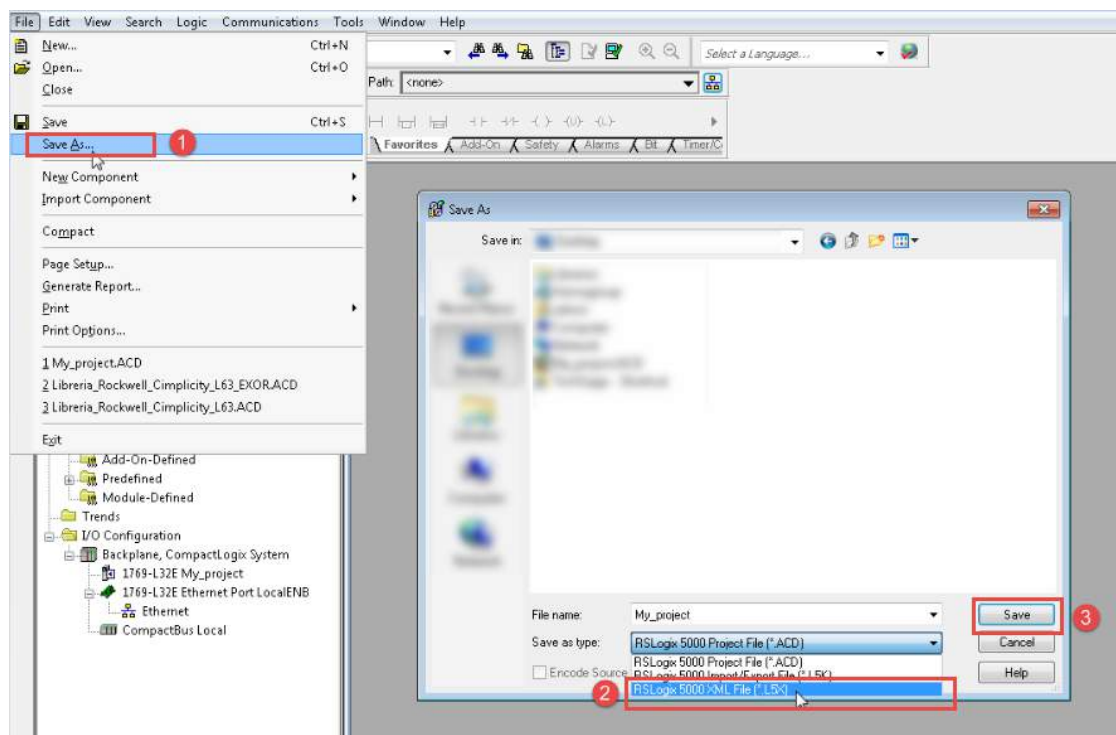 File Edit View Search Logic Communications Tools Window Help
New... Ctrl+N
Open... Ctrl+O
Close
Save Ctrl+S
Save As... 1
New Component
Import Component
Compact
Page Setup...
Generate Report...
Print
Print Options...
1 My_project.ACD
2 Libreria_Rockwell_Cimplicity_L63_EXOR.ACD
3 Libreria_Rockwell_Cimplicity_L63.ACD
Exit
Select a Language...
Path: <none>
Favorites Add-On Safety Alarms Bit Timer/C
Add-On-Defined
Predefined
Module-Defined
Trends
I/O Configuration
Backplane, CompactLogix System
1769-L32E My_project
1769-L32E Ethernet Port LocalENB
Ethernet
CompactBus Local
Save As
Save in:
File name: My_project Save 3
Save as type: RSLogix 5000 Project File (*.ACD) Cancel
RSLogix 5000 Project File (*.ACD)
Encode Source RSLogix 5000 Import/Export File (*.L5K) Help
2 RSLogix 5000 XML File (*.L5X)